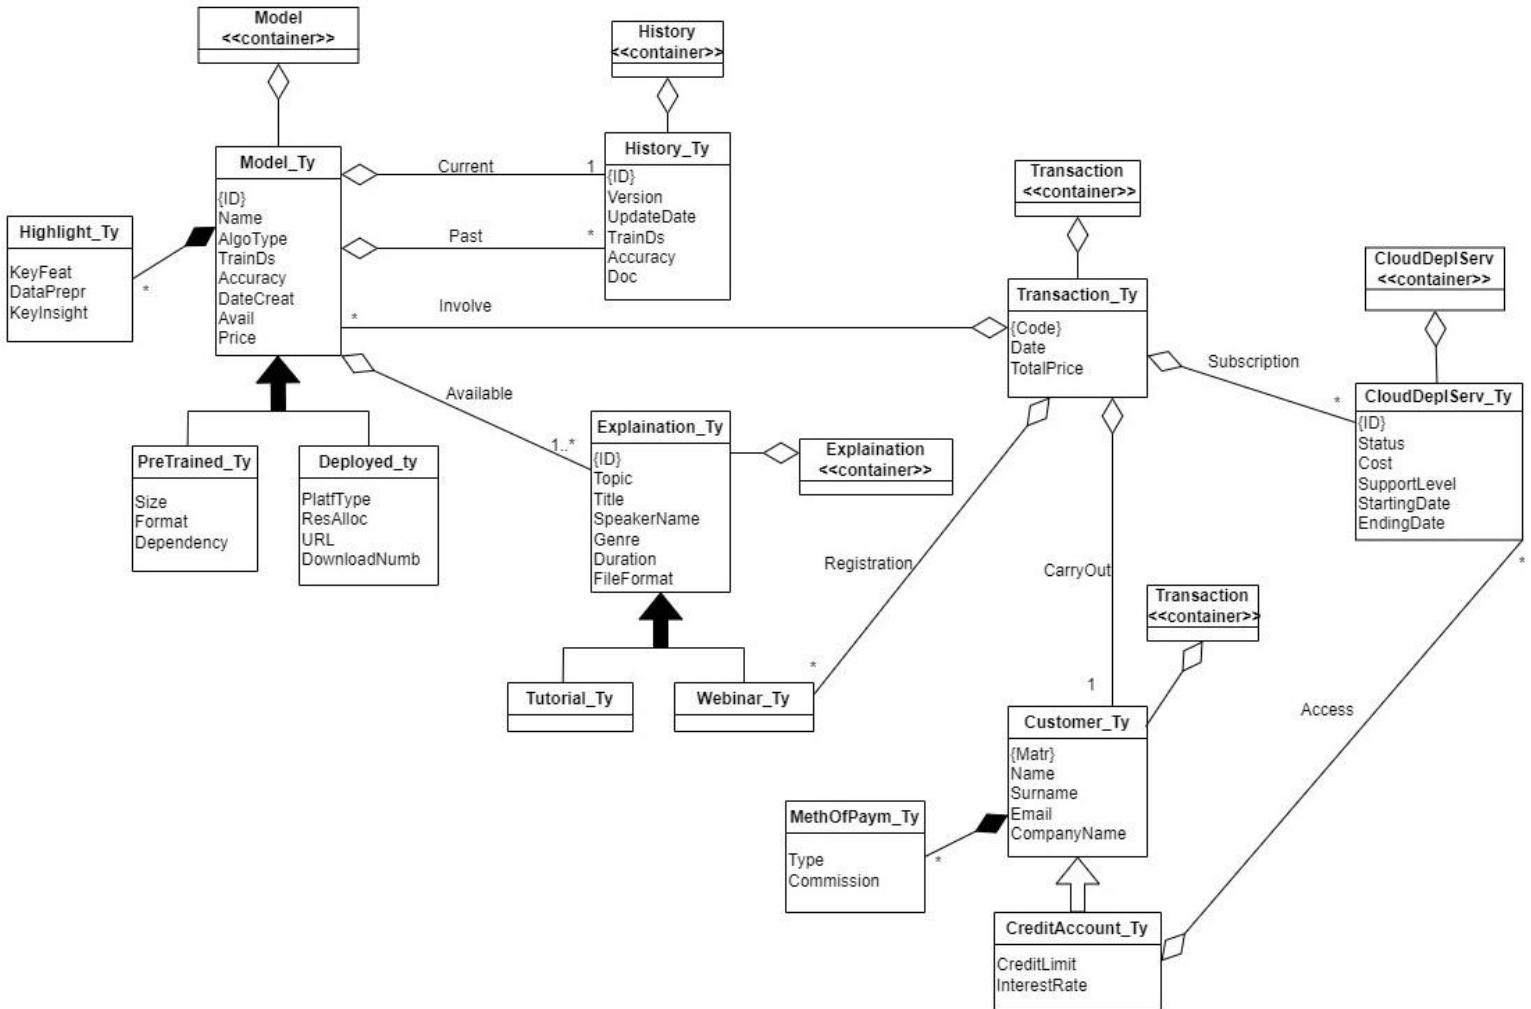 Model
<<container>>
History
<<container>>
Model_Ty
{ID}
Name
AlgoType
TrainDs
Accuracy
DateCreat
Avail
Price
Current
1
Past
*
History_Ty
{ID}
Version
UpdateDate
TrainDs
Accuracy
Doc
Highlight_Ty
KeyFeat
DataPrepr
KeyInsight
*
Involve
*
Transaction
<<container>>
Transaction_Ty
{Code}
Date
TotalPrice
Subscription
*
CloudDeplServ
<<container>>
CloudDeplServ_Ty
{ID}
Status
Cost
SupportLevel
StartingDate
EndingDate
*
Available
1..*
PreTrained_Ty
Size
Format
Dependency
Deployed_ty
PlatfType
ResAlloc
URL
DownloadNumb
Explaination_Ty
{ID}
Topic
Title
SpeakerName
Genre
Duration
FileFormat
Explaination
<<container>>
Registration
*
CarryOut
1
Tutorial_Ty
Webinar_Ty
Transaction
<<container>>
Customer_Ty
{Matr}
Name
Surname
Email
CompanyName
Access
MethOfPaym_Ty
Type
Commission
*
CreditAccount_Ty
CreditLimit
InterestRate